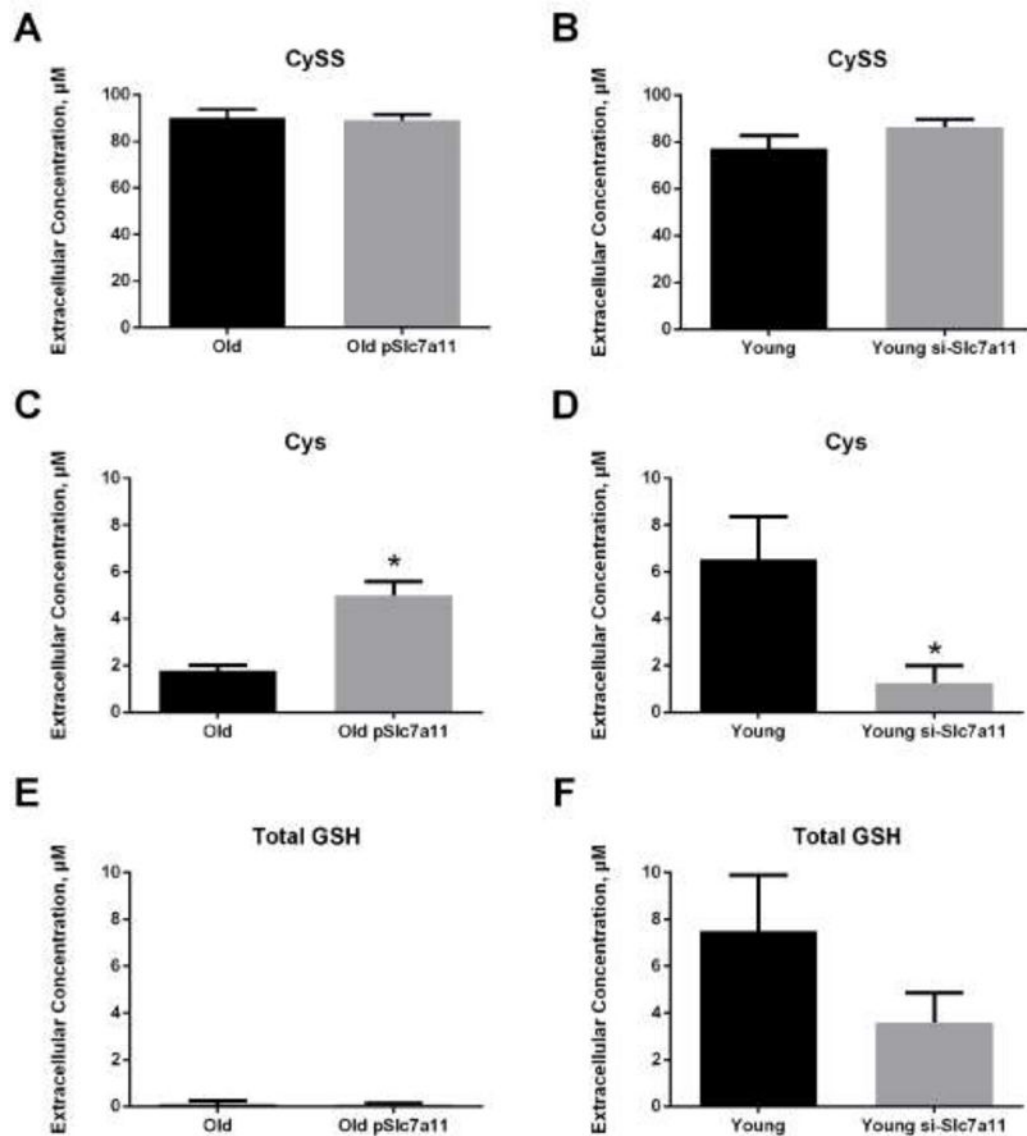 A
CySS
Extracellular Concentration, µM
100
80
60
40
20
0
Old
Old pSlc7a11
B
CySS
Extracellular Concentration, µM
100
80
60
40
20
0
Young
Young si-Slc7a11
C
Cys
Extracellular Concentration, µM
10
8
6
4
2
0
*
Old
Old pSlc7a11
D
Cys
Extracellular Concentration, µM
10
8
6
4
2
0
*
Young
Young si-Slc7a11
E
Total GSH
Extracellular Concentration, µM
10
8
6
4
2
0
Old
Old pSlc7a11
F
Total GSH
Extracellular Concentration, µM
10
8
6
4
2
0
Young
Young si-Slc7a11